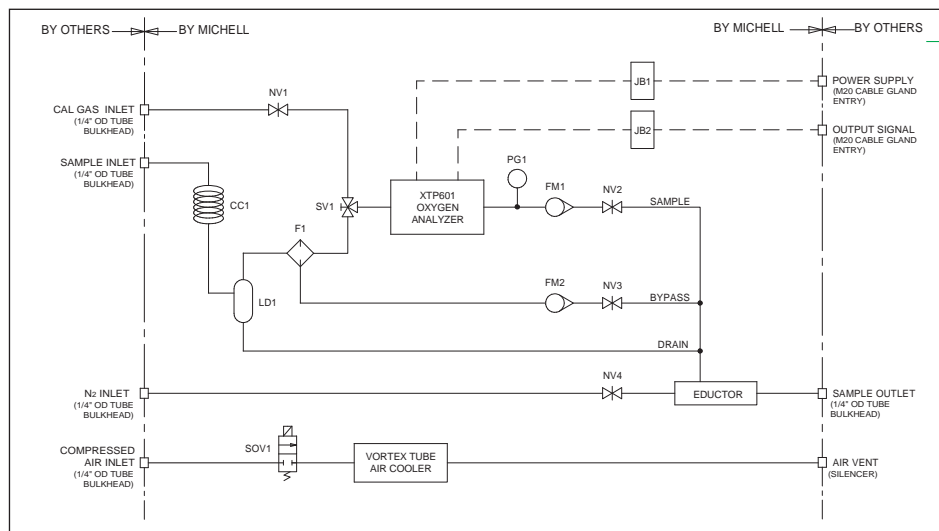 BY OTHERS
BY MICHELL
BY MICHELL
BY OTHERS
JB1
POWER SUPPLY
(M20 CABLE GLAND
ENTRY)
NV1
CAL GAS INLET
(1/4" OD TUBE
BULKHEAD)
JB2
OUTPUT SIGNAL
(M20 CABLE GLAND
ENTRY)
SAMPLE INLET
(1/4" OD TUBE
BULKHEAD)
PG1
CC1
SV1
XTP601
OXYGEN
ANALYZER
FM1
NV2
SAMPLE
F1
LD1
FM2
NV3
BYPASS
DRAIN
N2 INLET
(1/4" OD TUBE
BULKHEAD)
NV4
EDUCTOR
SAMPLE OUTLET
(1/4" OD TUBE
BULKHEAD)
COMPRESSED
AIR INLET
(1/4" OD TUBE
BULKHEAD)
SOV1
VORTEX TUBE
AIR COOLER
AIR VENT
(SILENCER)